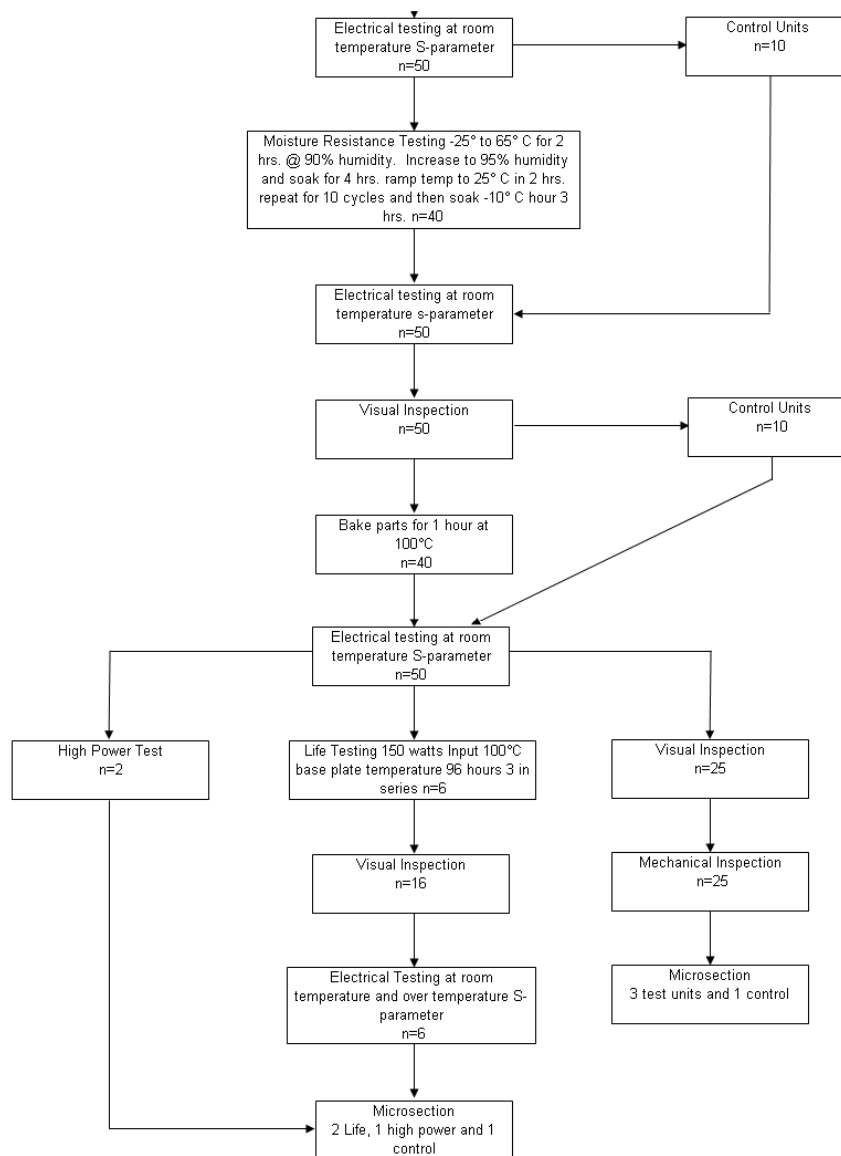 Electrical testing at room
temperature S-parameter
n=50
Control Units
n=10
Moisture Resistance Testing -25° to 65° C for 2
hrs. @ 90% humidity.  Increase to 95% humidity
and soak for 4 hrs. ramp temp to 25° C in 2 hrs.
repeat for 10 cycles and then soak -10° C hour 3
hrs. n=40
Electrical testing at room
temperature s-parameter
n=50
Visual Inspection
n=50
Control Units
n=10
Bake parts for 1 hour at
100°C
n=40
Electrical testing at room
temperature S-parameter
n=50
High Power Test
n=2
Life Testing 150 watts Input 100°C
base plate temperature 96 hours 3 in
series n=6
Visual Inspection
n=25
Visual Inspection
n=16
Mechanical Inspection
n=25
Electrical Testing at room
temperature and over temperature S-
parameter
n=6
Microsection
3 test units and 1 control
Microsection
2 Life, 1 high power and 1
control